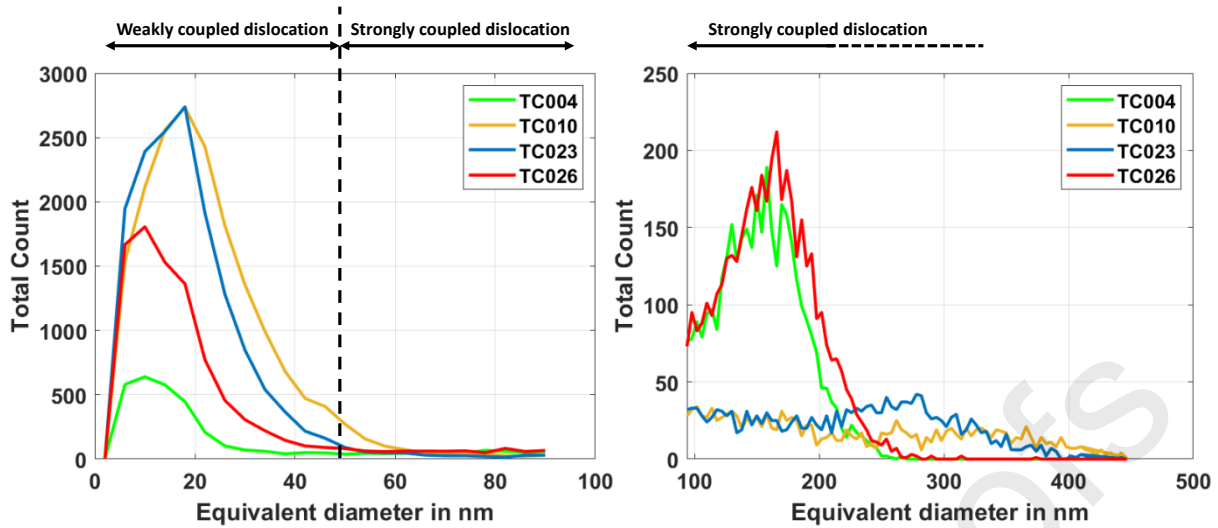 Weakly coupled dislocation
Strongly coupled dislocation
3000
2500
2000
1500
1000
500
0
0
20
40
60
80
100
Total Count
Equivalent diameter in nm
TC004
TC010
TC023
TC026
Strongly coupled dislocation
250
200
150
100
50
0
100
200
300
400
500
Total Count
Equivalent diameter in nm
TC004
TC010
TC023
TC026
ofs